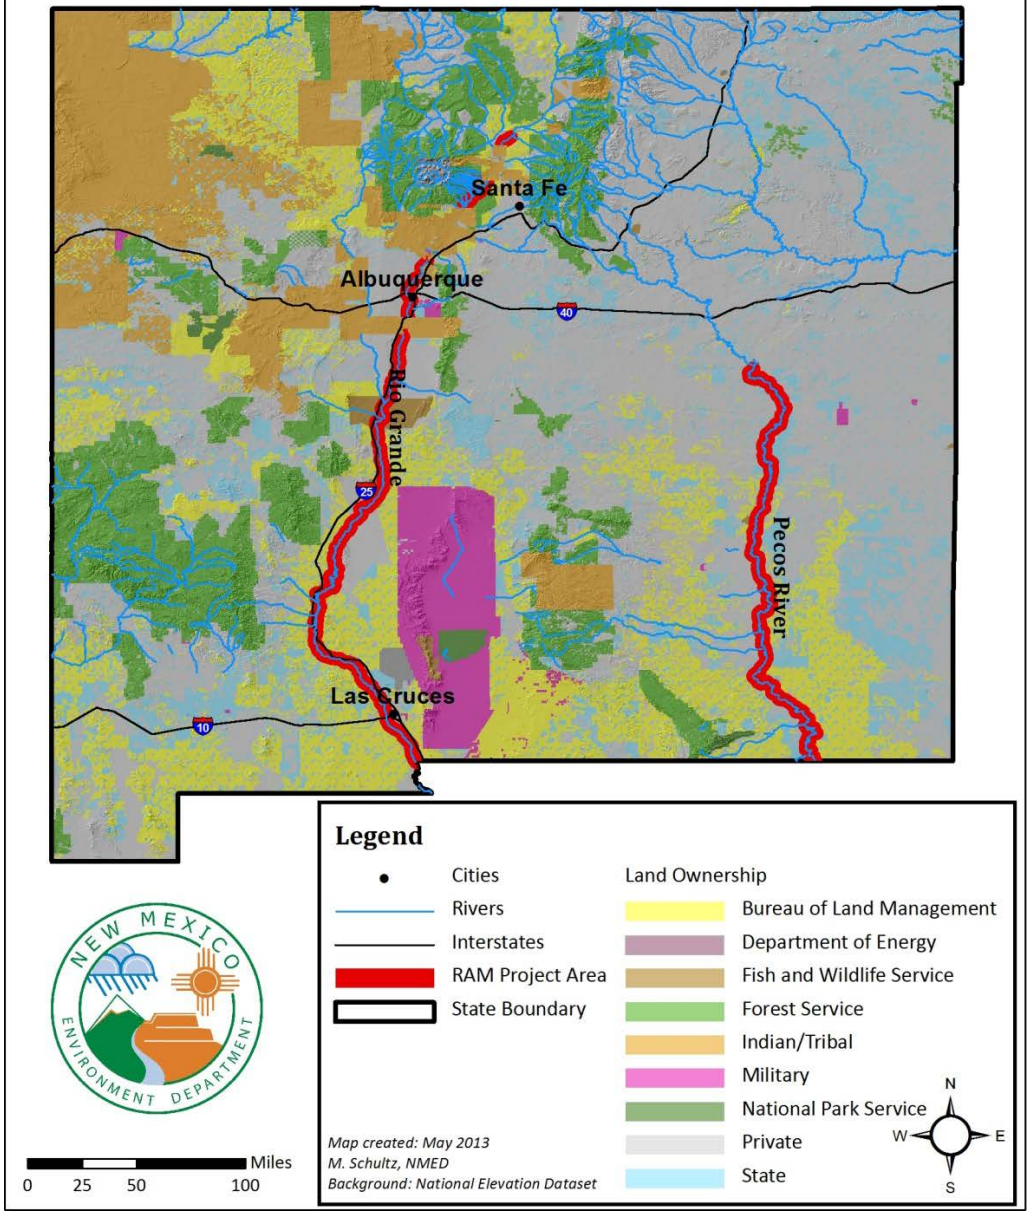 Santa Fe
Albuquerque
40
Rio Grande
25
Pecos River
Las Cruces
10
Legend
Cities
Rivers
Interstates
RAM Project Area
State Boundary
Land Ownership
Bureau of Land Management
Department of Energy
Fish and Wildlife Service
Forest Service
Indian/Tribal
Military
National Park Service
Private
State
Map created: May 2013
M. Schultz, NMED
Background: National Elevation Dataset
N
W
E
S
NEW MEXICO
ENVIRONMENT DEPARTMENT
Miles
0 25 50 100